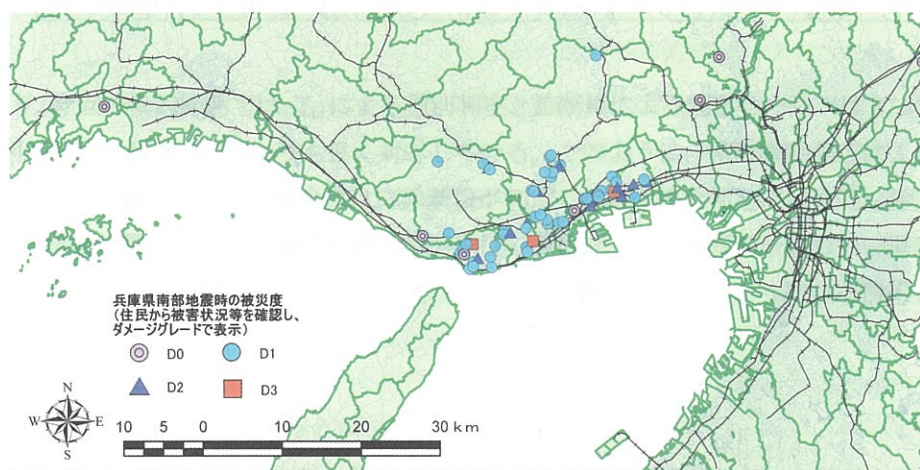 兵庫県南部地震時の被災度
(住民から被害状況等を確認し、
ダメージグレードで表示)
D0 D1
D2 D3
N
W E
S
10 5 0 10 20 30 km